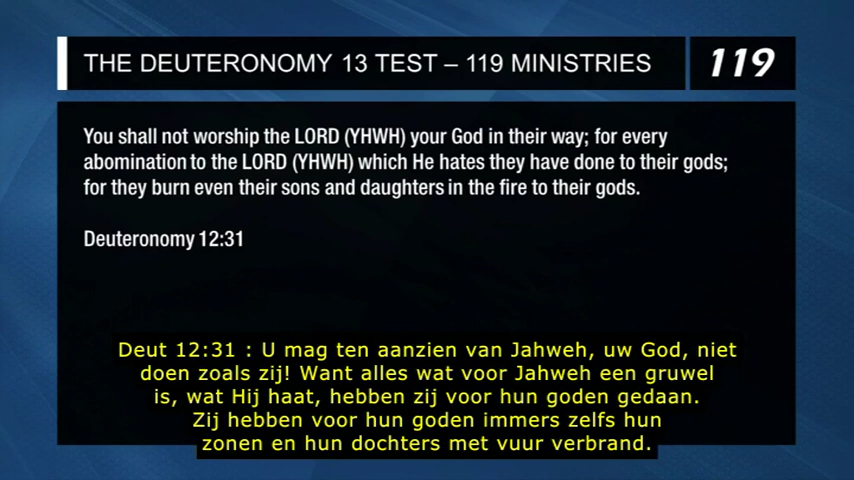 THE DEUTERONOMY 13 TEST – 119 MINISTRIES
119
You shall not worship the LORD (YHWH) your God in their way; for every
abomination to the LORD (YHWH) which He hates they have done to their gods;
for they burn even their sons and daughters in the fire to their gods.
Deuteronomy 12:31
Deut 12:31 : U mag ten aanzien van Jahweh, uw God, niet
doen zoals zij! Want alles wat voor Jahweh een gruwel
is, wat Hij haat, hebben zij voor hun goden gedaan.
Zij hebben voor hun goden immers zelfs hun
zonen en hun dochters met vuur verbrand.